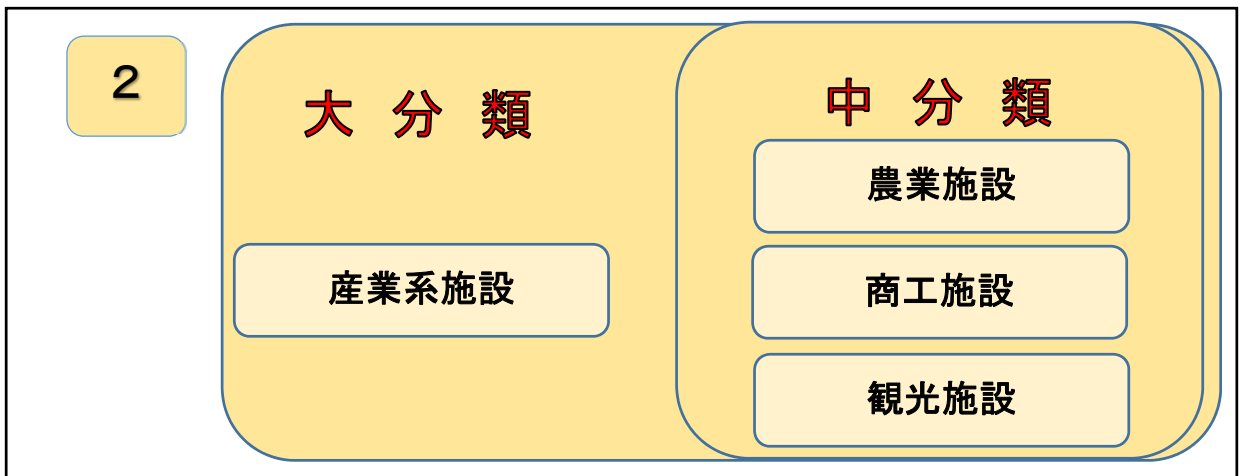 2
大分類
中分類
農業施設
産業系施設
商工施設
観光施設